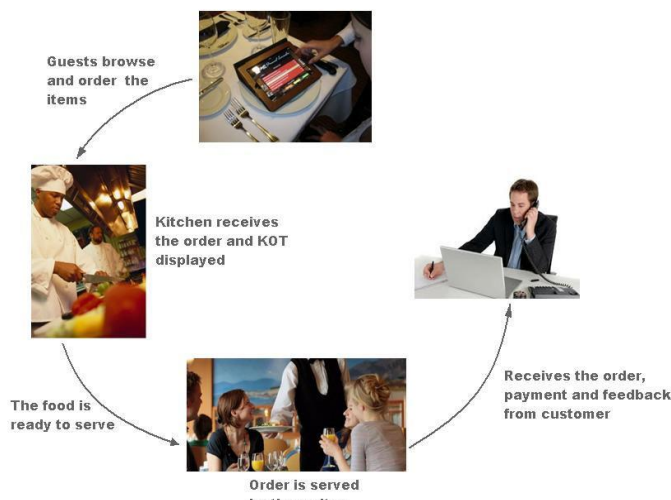 Guests browse
and order the
items
Kitchen receives
the order and KOT
displayed
The food is
ready to serve
Order is served
Receives the order,
payment and feedback
from customer